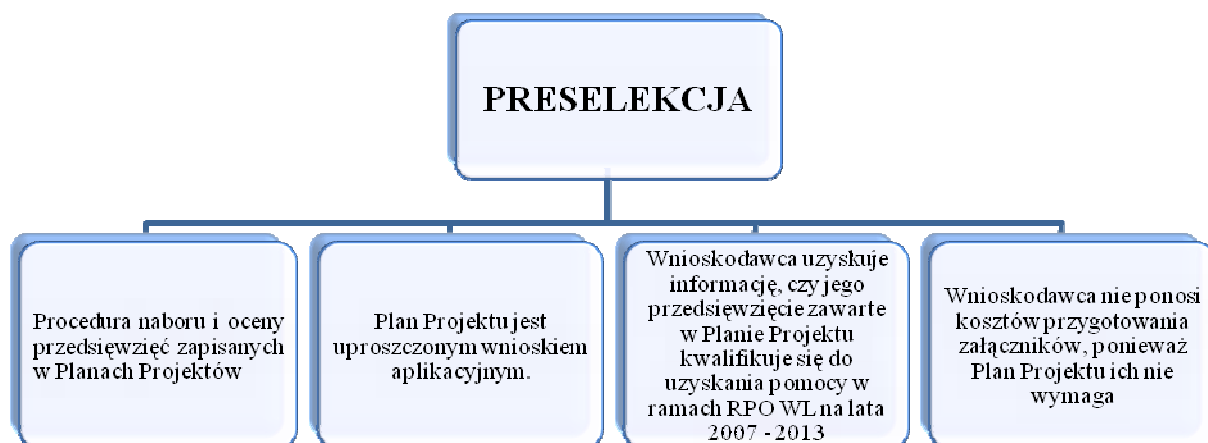 PRESELEKCJA
Procedura naboru i oceny
przedsięwzięć zapisanych
w Planach Projektów
Plan Projektu jest
uproszczonym wnioskiem
aplikacyjnym.
Wnioskodawca uzyskuje
informację, czy jego
przedsięwzięcie zawarte
w Planie Projektu
kwalifikuje się do
uzyskania pomocy w
ramach RPO WL na lata
2007 - 2013
Wnioskodawca nie ponosi
kosztów przygotowania
załączników, ponieważ
Plan Projektu ich nie
wymaga